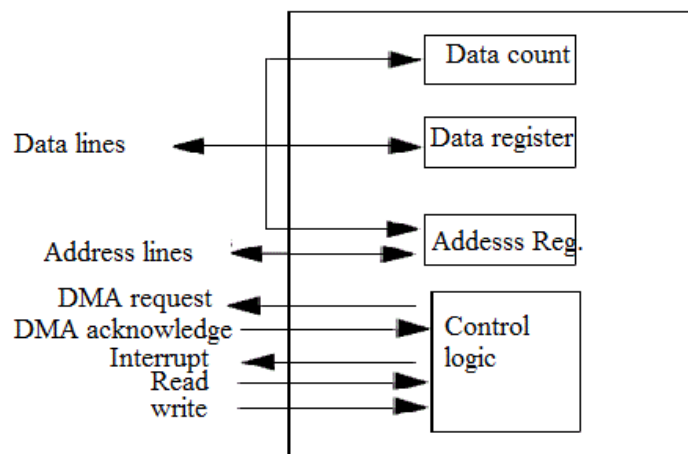 Data count
Data lines
Data register
Address lines
Addesss Reg.
DMA request
DMA acknowledge
Interrupt
Read
write
Control
logic